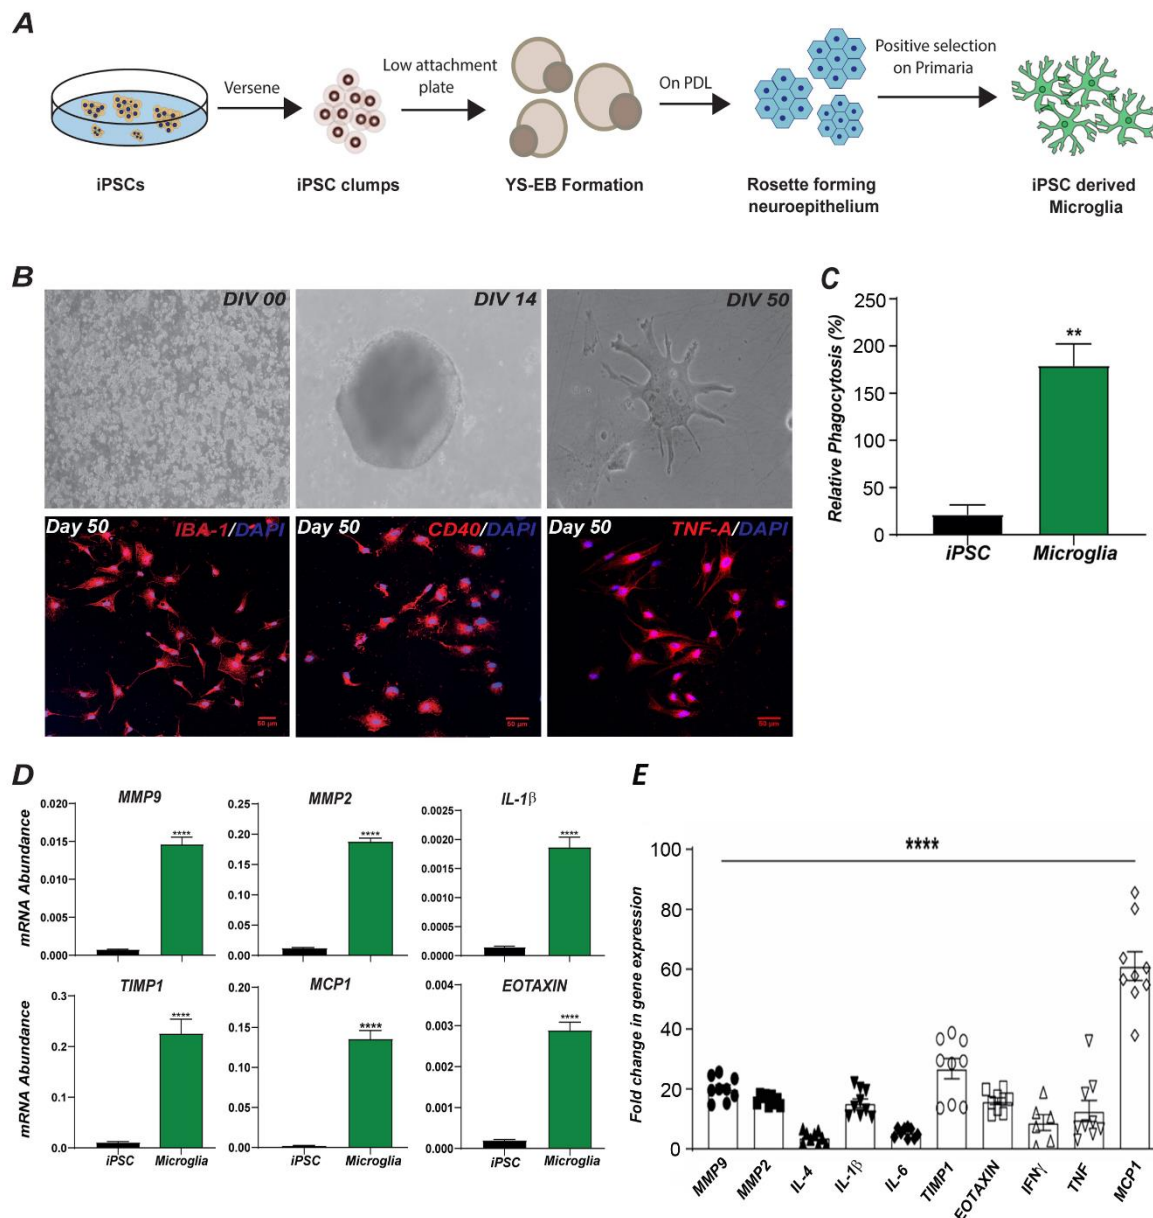 A
Versene
Low attachment
plate
On PDL
Positive selection
on Primaria
iPSCs
iPSC clumps
YS-EB Formation
Rosette forming
neuroepithelium
iPSC derived
Microglia
B
DIV 00
DIV 14
DIV 50
Day 50
IBA-1/DAPI
50 µm
Day 50
CD40/DAPI
50 µm
Day 50
TNF-A/DAPI
50 µm
C
Relative Phagocytosis (%)
250
200
150
100
50
0
**
iPSC
Microglia
D
mRNA Abundance
MMP9
0.020
0.015
0.010
0.005
0.000
****
MMP2
0.25
0.20
0.15
0.10
0.05
0.00
****
IL-1β
0.0025
0.0020
0.0015
0.0010
0.0005
0.0000
****
mRNA Abundance
TIMP1
0.3
0.2
0.1
0.0
****
iPSC Microglia
MCP1
0.20
0.15
0.10
0.05
0.00
****
iPSC Microglia
EOTAXIN
0.004
0.003
0.002
0.001
0.000
****
iPSC Microglia
E
Fold change in gene expression
100
80
60
40
20
0
****
MMP9
MMP2
IL-4
IL-1β
IL-6
TIMP1
EOTAXIN
IFNγ
TNF
MCP1